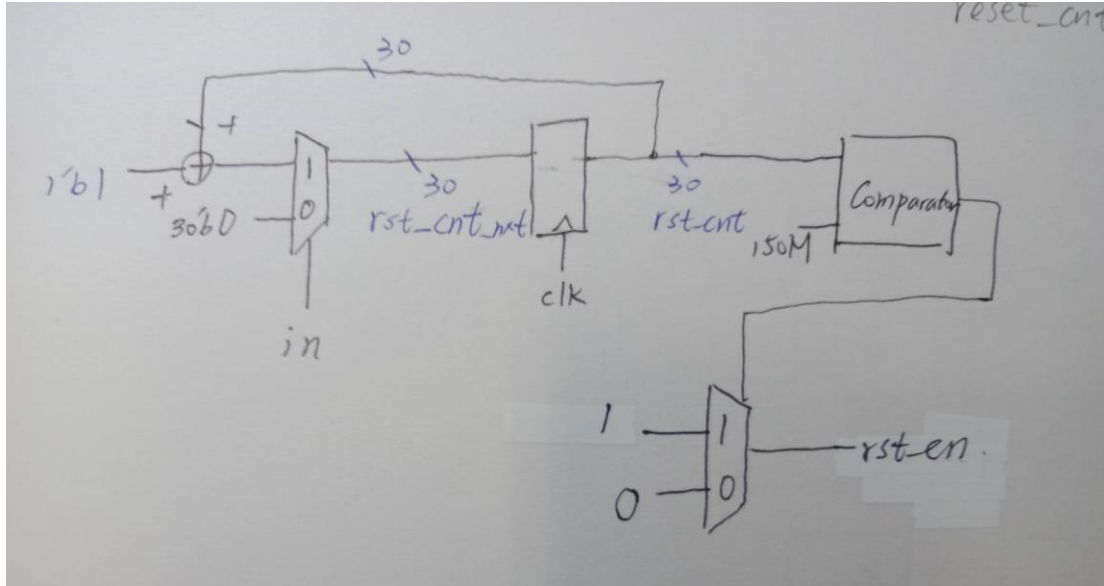 reset_cnt
30
+
1'b1
+
1
0
30'b0
30
rst_cnt_nxt
30
rst_cnt
clk
in
Comparator
150M
1
1
0
0
rst_en.